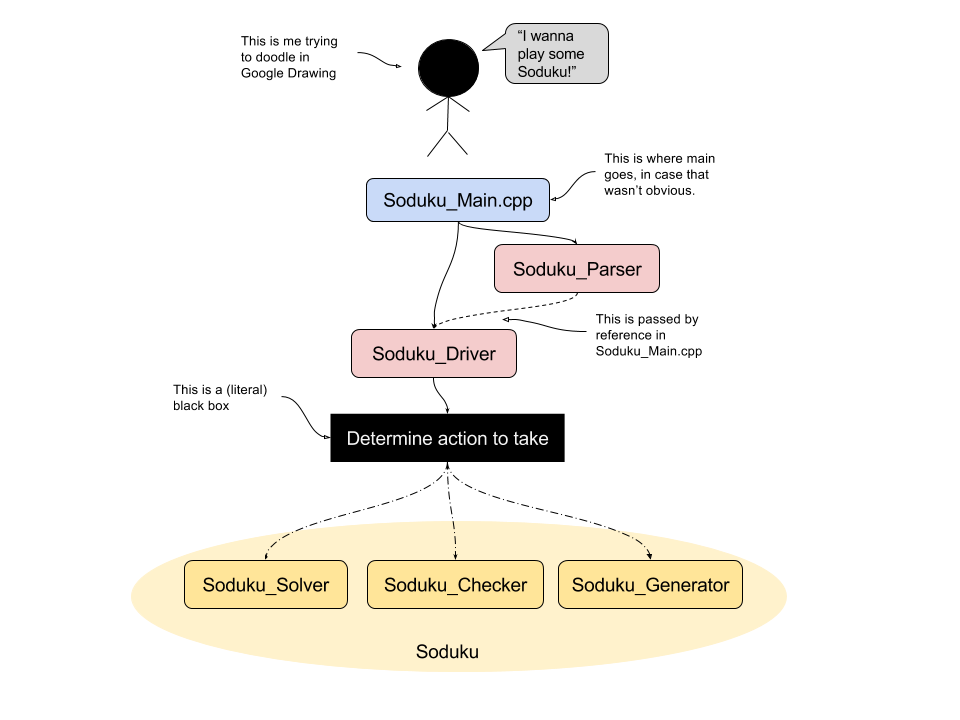 This is me trying
to doodle in
Google Drawing
“I wanna
play some
Soduku!”
This is where main
goes, in case that
wasn’t obvious.
Soduku_Main.cpp
Soduku_Parser
This is passed by
reference in
Soduku_Main.cpp
Soduku_Driver
This is a (literal)
black box
Determine action to take
Soduku_Solver
Soduku_Checker
Soduku_Generator
Soduku